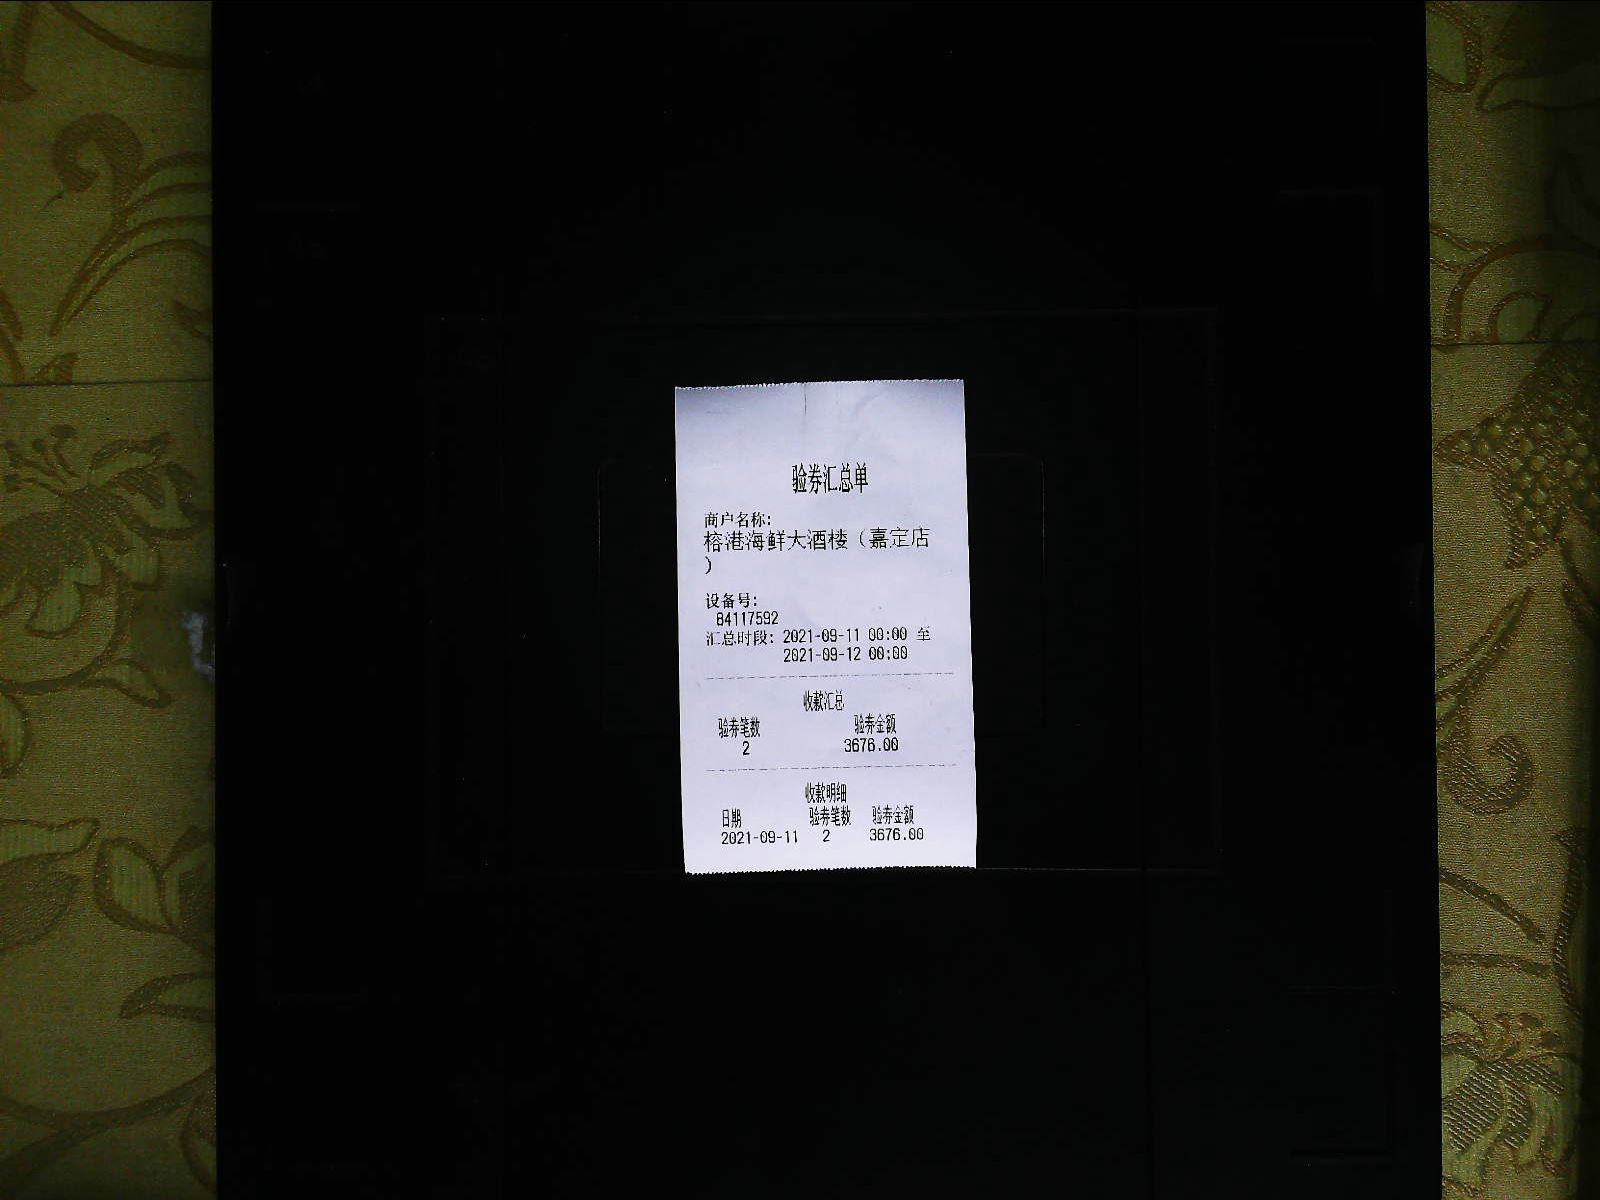 验券汇总单
商户名称:
榕港海鲜大酒楼（嘉定店
）
设备号:
84117592
汇总时段: 2021-09-11 00:00 至
2021-09-12 00:00
收款汇总
验券笔数 验券金额
2 3676.00
收款明细
日期 验券笔数 验券金额
2021-09-11 2 3676.00